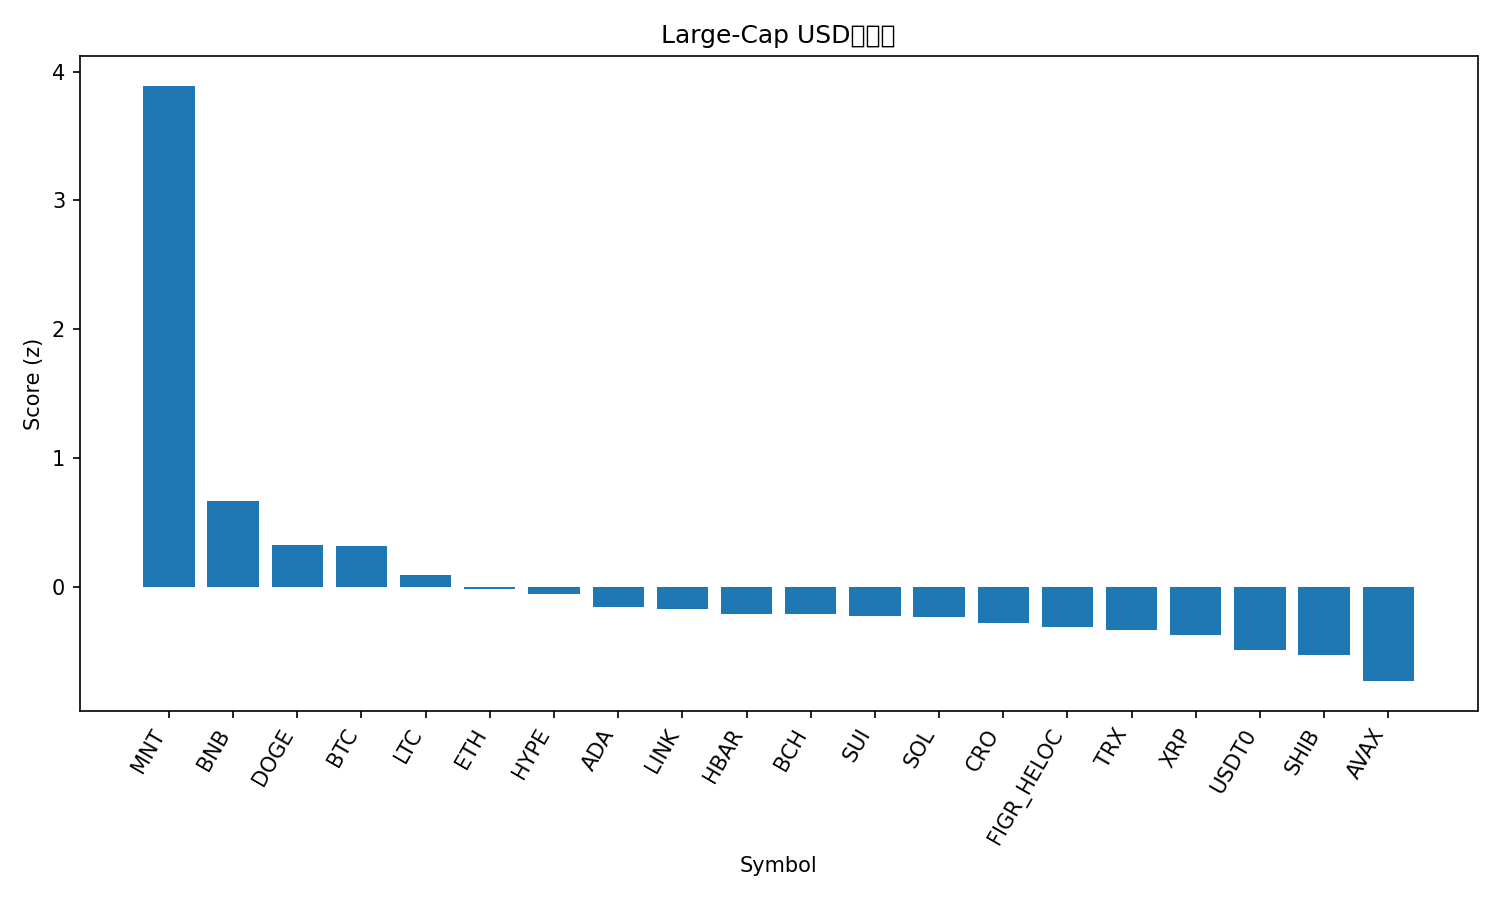 Large-Cap USD
4
3
2
1
0
Score (z)
MNT
BNB
DOGE
BTC
LTC
ETH
HYPE
ADA
LINK
HBAR
BCH
SUI
SOL
CRO
FIGR_HELOC
TRX
XRP
USDT0
SHIB
AVAX
Symbol